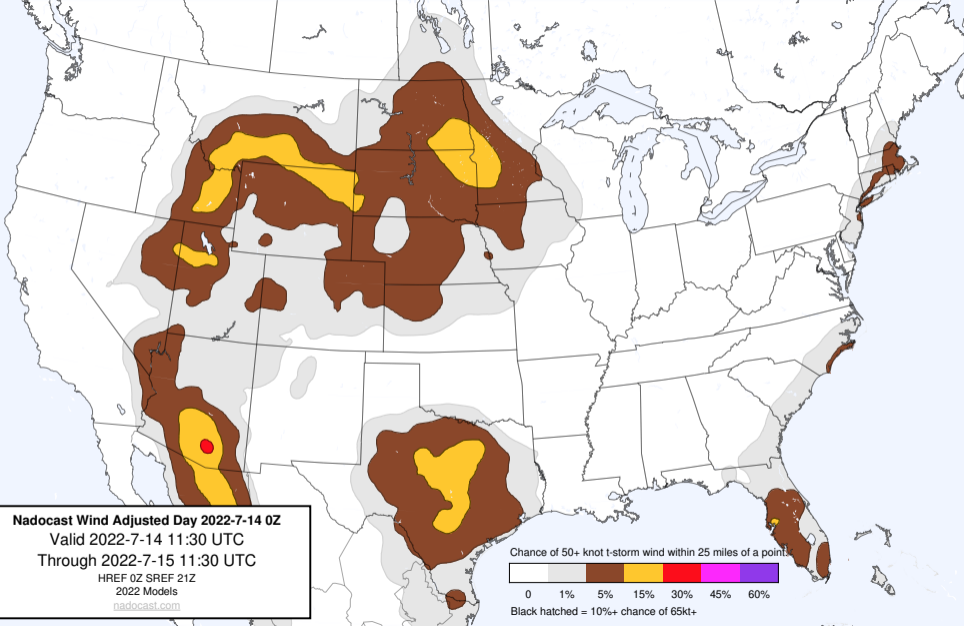 Nadocast Wind Adjusted Day 2022-7-14 0Z
Valid 2022-7-14 11:30 UTC
Through 2022-7-15 11:30 UTC
HREF 0Z SREF 21Z
2022 Models
nadocast.com
Chance of 50+ knot t-storm wind within 25 miles of a point.
0 1% 5% 15% 30% 45% 60%
Black hatched = 10%+ chance of 65kt+